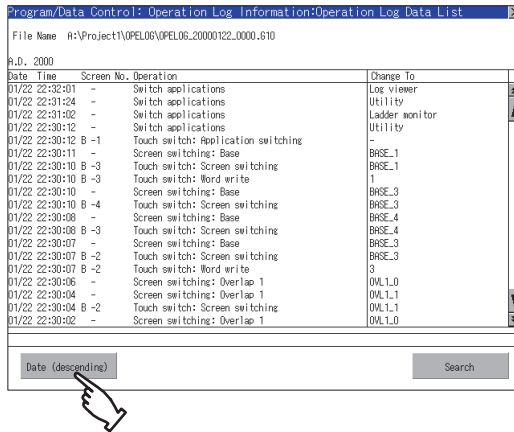 Program/Data Control: Operation Log Information:Operation Log Data List
File Name A:\Project1\OPELOG\OPELOG_20000122_0000.G10
A.D. 2000
Date Time Screen No. Operation Change To
01/22 22:32:01 - Switch applications Log viewer
01/22 22:31:24 - Switch applications Utility
01/22 22:31:02 - Switch applications Ladder monitor
01/22 22:30:12 - Switch applications Utility
01/22 22:30:12 B -1 Touch switch: Application switching -
01/22 22:30:11 - Screen switching: Base BASE_1
01/22 22:30:10 B -3 Touch switch: Screen switching BASE_1
01/22 22:30:10 B -3 Touch switch: Word write 1
01/22 22:30:10 - Screen switching: Base BASE_3
01/22 22:30:10 B -4 Touch switch: Screen switching BASE_3
01/22 22:30:08 - Screen switching: Base BASE_4
01/22 22:30:08 B -3 Touch switch: Screen switching BASE_4
01/22 22:30:07 - Screen switching: Base BASE_3
01/22 22:30:07 B -2 Touch switch: Screen switching BASE_3
01/22 22:30:07 B -2 Touch switch: Word write 3
01/22 22:30:06 - Screen switching: Overlap 1 OVL1_0
01/22 22:30:04 - Screen switching: Overlap 1 OVL1_1
01/22 22:30:04 B -2 Touch switch: Screen switching OVL1_1
01/22 22:30:02 - Screen switching: Overlap 1 OVL1_0
Date (descending) Search